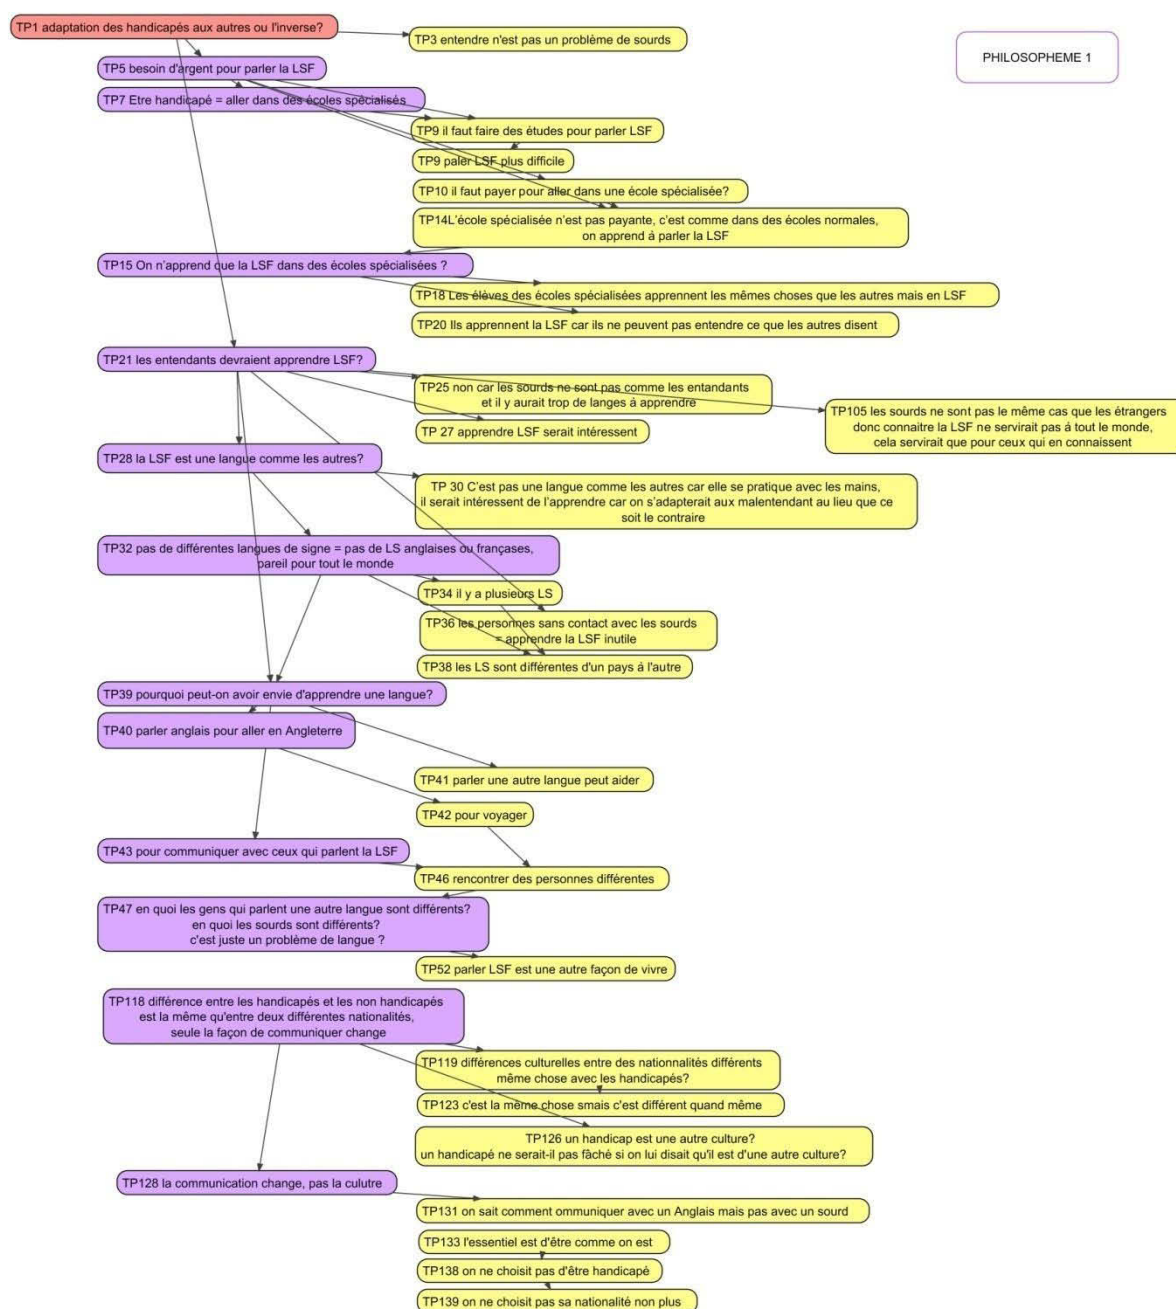 TP1 adaptation des handicapés aux autres ou l'inverse?
TP3 entendre n'est pas un problème de sourds
PHILOSOPHEME 1
TP5 besoin d'argent pour parler la LSF
TP7 Etre handicapé = aller dans des écoles spécialisés
TP9 il faut faire des études pour parler LSF
TP9 paler LSF plus difficile
TP10 il faut payer pour aller dans une école spécialisée?
TP14L'école spécialisée n'est pas payante, c'est comme dans des écoles normales,
on apprend à parler la LSF
TP15 On n'apprend que la LSF dans des écoles spécialisées ?
TP18 Les élèves des écoles spécialisées apprennent les mêmes choses que les autres mais en LSF
TP20 Ils apprennent la LSF car ils ne peuvent pas entendre ce que les autres disent
TP21 les entendants devraient apprendre LSF?
TP25 non car les sourds ne sont pas comme les entandants
et il y aurait trop de langes à apprendre
TP105 les sourds ne sont pas le même cas que les étrangers
donc connaitre la LSF ne servirait pas à tout le monde,
cela servirait que pour ceux qui en connaissent
TP 27 apprendre LSF serait intéressent
TP28 la LSF est une langue comme les autres?
TP 30 C'est pas une langue comme les autres car elle se pratique avec les mains,
il serait intéressent de l'apprendre car on s'adapterait aux malentendant au lieu que ce
soit le contraire
TP32 pas de différentes langues de signe = pas de LS anglaises ou françases,
pareil pour tout le monde
TP34 il y a plusieurs LS
TP36 les personnes sans contact avec les sourds
= apprendre la LSF inutile
TP38 les LS sont différentes d'un pays à l'autre
TP39 pourquoi peut-on avoir envie d'apprendre une langue?
TP40 parler anglais pour aller en Angleterre
TP41 parler une autre langue peut aider
TP42 pour voyager
TP43 pour communiquer avec ceux qui parlent la LSF
TP46 rencontrer des personnes différentes
TP47 en quoi les gens qui parlent une autre langue sont différents?
en quoi les sourds sont différents?
c'est juste un problème de langue ?
TP52 parler LSF est une autre façon de vivre
TP118 différence entre les handicapés et les non handicapés
est la même qu'entre deux différentes nationalités,
seule la façon de communiquer change
TP119 différences culturelles entre des nationnalités différents
même chose avec les handicapés?
TP123 c'est la même chose smais c'est différent quand même
TP126 un handicap est une autre culture?
un handicapé ne serait-il pas fâché si on lui disait qu'il est d'une autre culture?
TP128 la communication change, pas la culutre
TP131 on sait comment ommuniquer avec un Anglais mais pas avec un sourd
TP133 l'essentiel est d'être comme on est
TP138 on ne choisit pas d'être handicapé
TP139 on ne choisit pas sa nationalité non plus